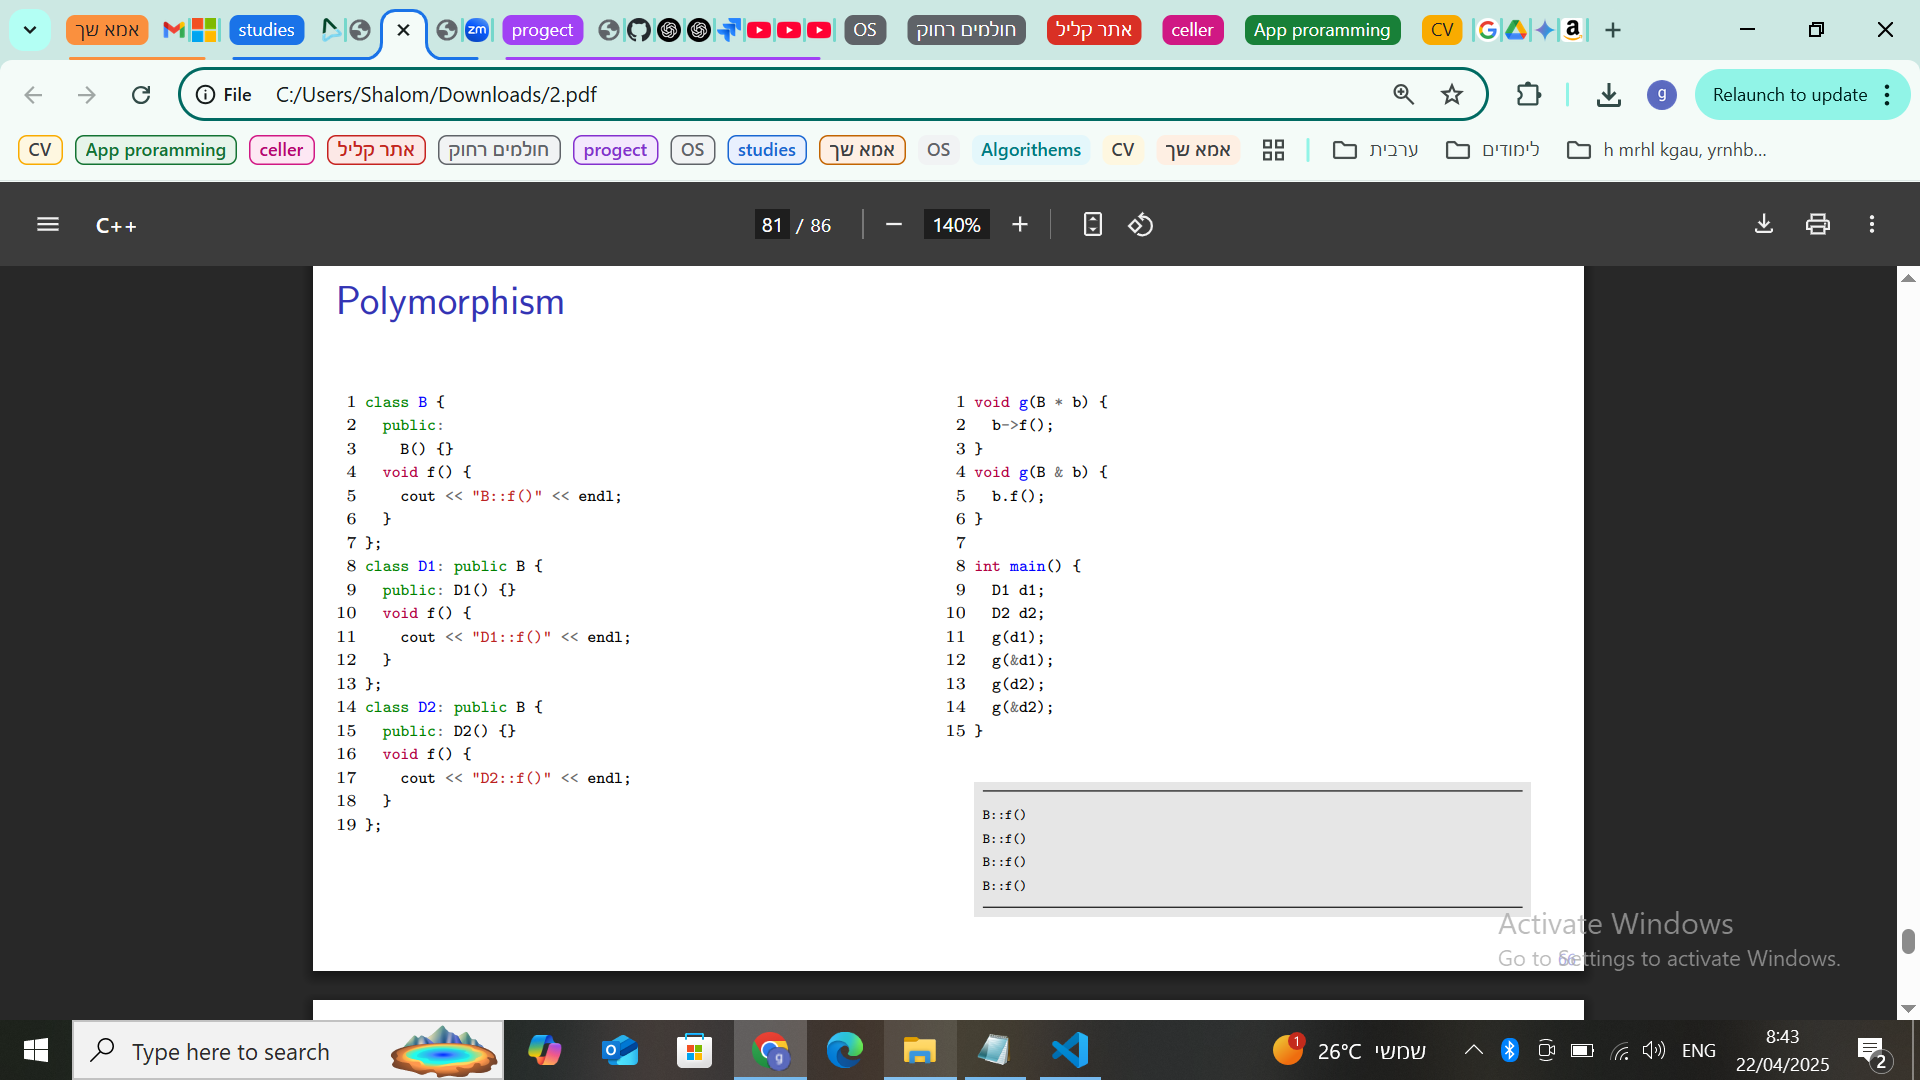 אמא שך studies progect OS חולמים רחוק אתר קליל celler App proramming CV
File C:/Users/Shalom/Downloads/2.pdf g Relaunch to update
CV App proramming celler אתר קליל חולמים רחוק progect OS studies אמא שך OS Algorithems CV אמא שך ערבית לימודים h mrhl kgau, yrnhb...
C++ 81 / 86 140%
Polymorphism
1 class B {
2 public:
3 B() {}
4 void f() {
5 cout << "B::f()" << endl;
6 }
7 };
8 class D1: public B {
9 public: D1() {}
10 void f() {
11 cout << "D1::f()" << endl;
12 }
13 };
14 class D2: public B {
15 public: D2() {}
16 void f() {
17 cout << "D2::f()" << endl;
18 }
19 };
1 void g(B * b) {
2 b->f();
3 }
4 void g(B & b) {
5 b.f();
6 }
7
8 int main() {
9 D1 d1;
10 D2 d2;
11 g(d1);
12 g(&d1);
13 g(d2);
14 g(&d2);
15 }
B::f()
B::f()
B::f()
B::f()
Activate Windows
Go to Settings to activate Windows.
Type here to search
1 26°C שמשי ENG
8:43
22/04/2025
2